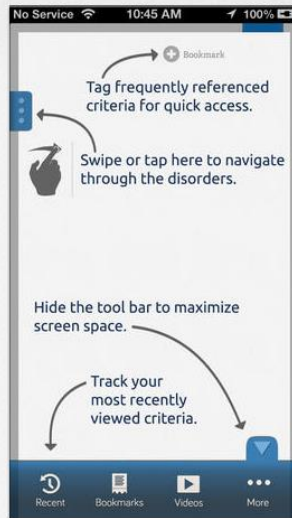 No Service 10:45 AM 100%
Bookmark
Tag frequently referenced
criteria for quick access.
Swipe or tap here to navigate
through the disorders.
Hide the tool bar to maximize
screen space.
Track your
most recently
viewed criteria.
Recent Bookmarks Videos More